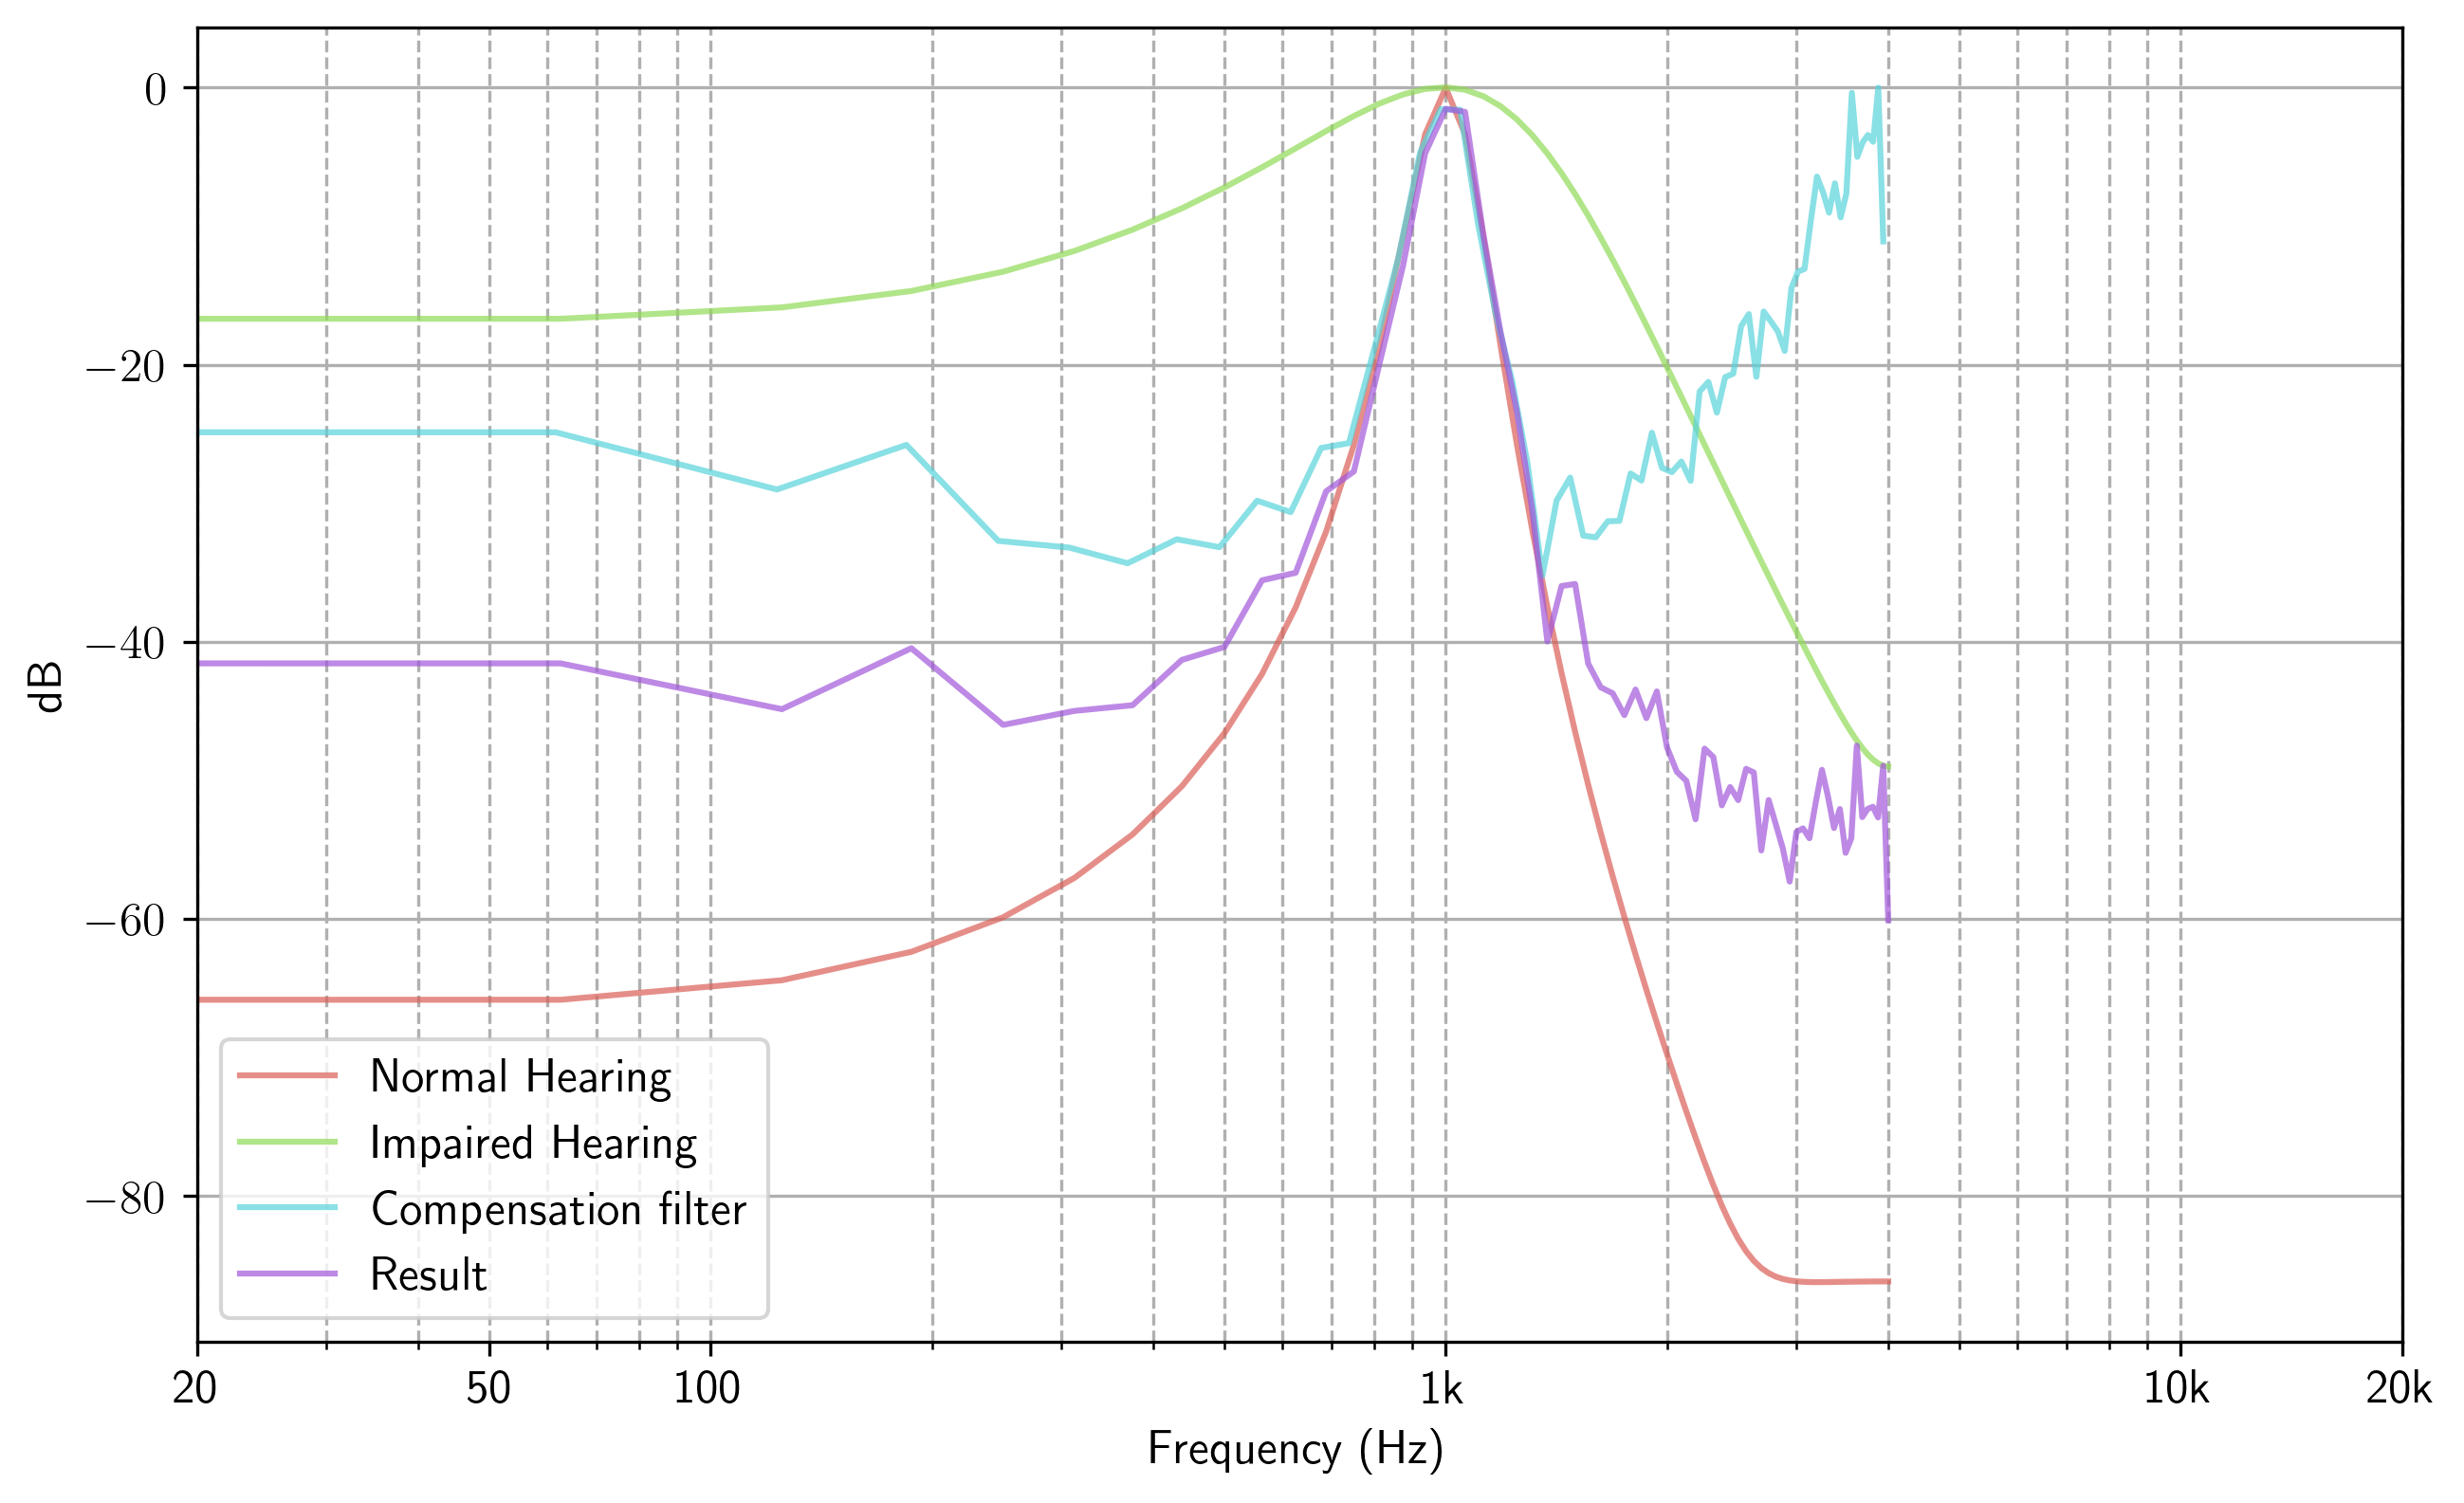 0
−20
−40
−60
−80
dB
Normal Hearing
Impaired Hearing
Compensation filter
Result
20 50 100 1k 10k 20k
Frequency (Hz)